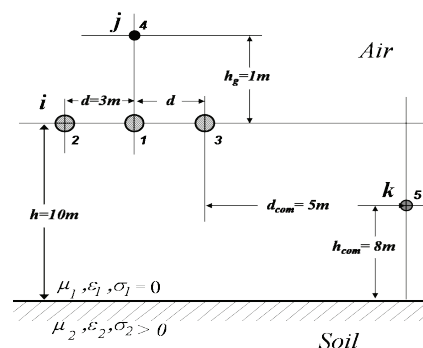 j 4
Air
h_g=1m
i d=3m d
2 1 3
k 5
d_com=5m
h=10m
h_com=8m
μ_1 ,ε_1 ,σ_1=0
μ_2 ,ε_2 ,σ_2>0
Soil